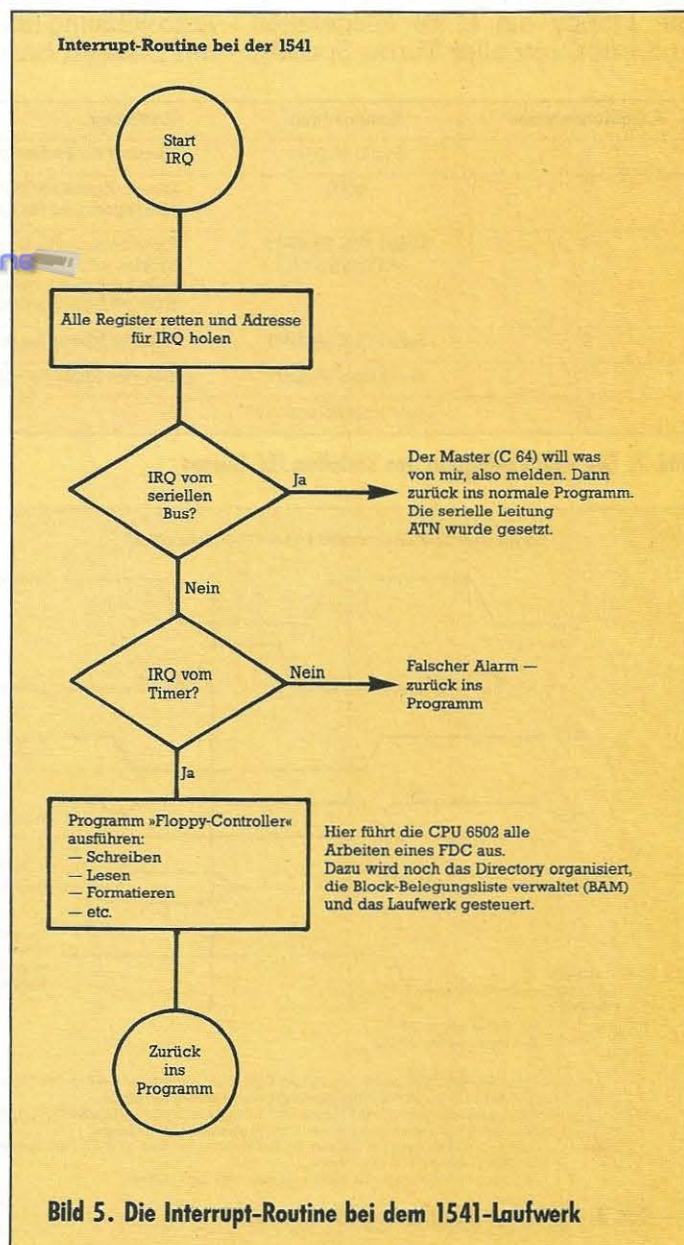 Interrupt-Routine bei der 1541
Start
IRQ
ne
Alle Register retten und Adresse
für IRQ holen
IRQ vom
seriellen
Bus?
Ja
Der Master (C 64) will was
von mir, also melden. Dann
zurück ins normale Programm.
Die serielle Leitung
ATN wurde gesetzt.
Nein
IRQ vom
Timer?
Nein
Falscher Alarm —
zurück ins
Programm
Ja
Programm »Floppy-Controller«
ausführen:
— Schreiben
— Lesen
— Formatieren
— etc.
Hier führt die CPU 6502 alle
Arbeiten eines FDC aus.
Dazu wird noch das Directory organisiert,
die Block-Belegungsliste verwaltet (BAM)
und das Laufwerk gesteuert.
Zurück
ins
Programm
Bild 5. Die Interrupt-Routine bei dem 1541-Laufwerk